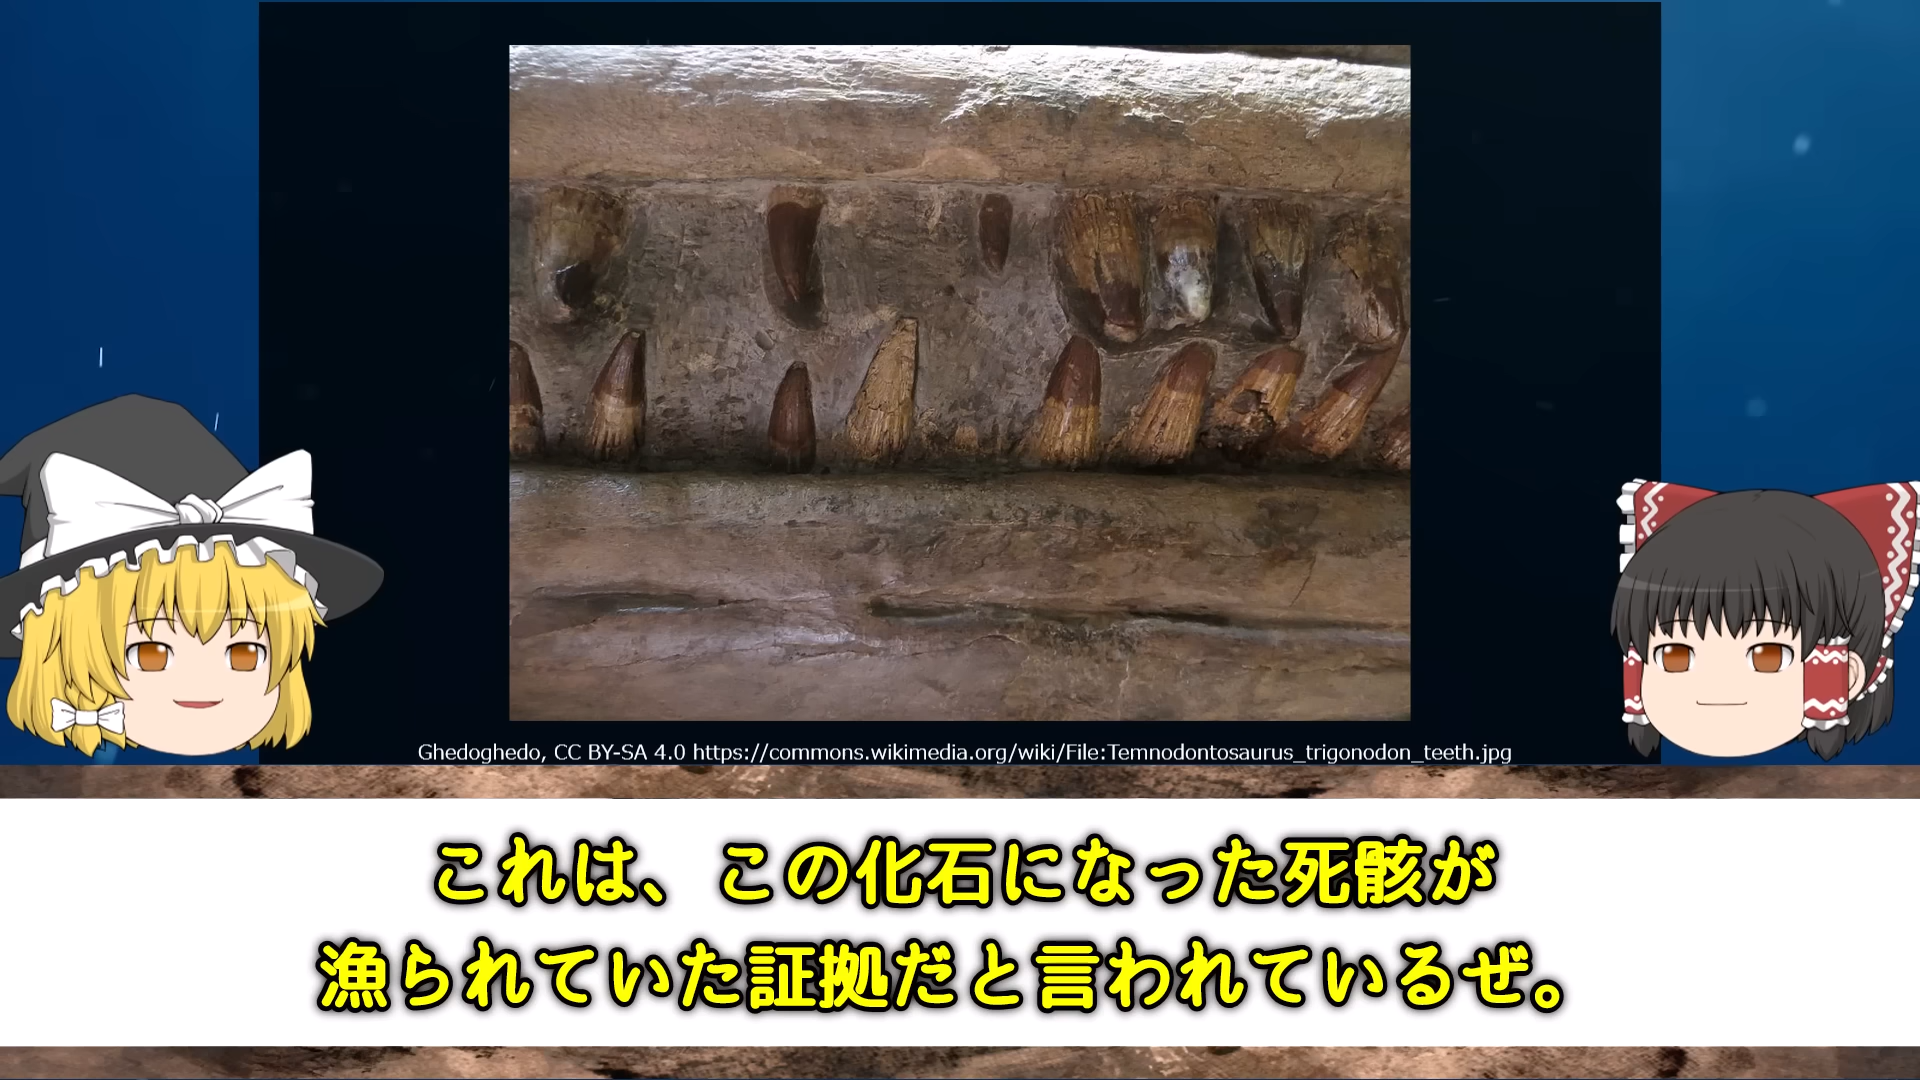 Ghedoghedo, CC BY-SA 4.0 https://commons.wikimedia.org/wiki/File:Temnodontosaurus_trigonodon_teeth.jpg
これは、この化石になった死骸が
漁られていた証拠だと言われているぜ。